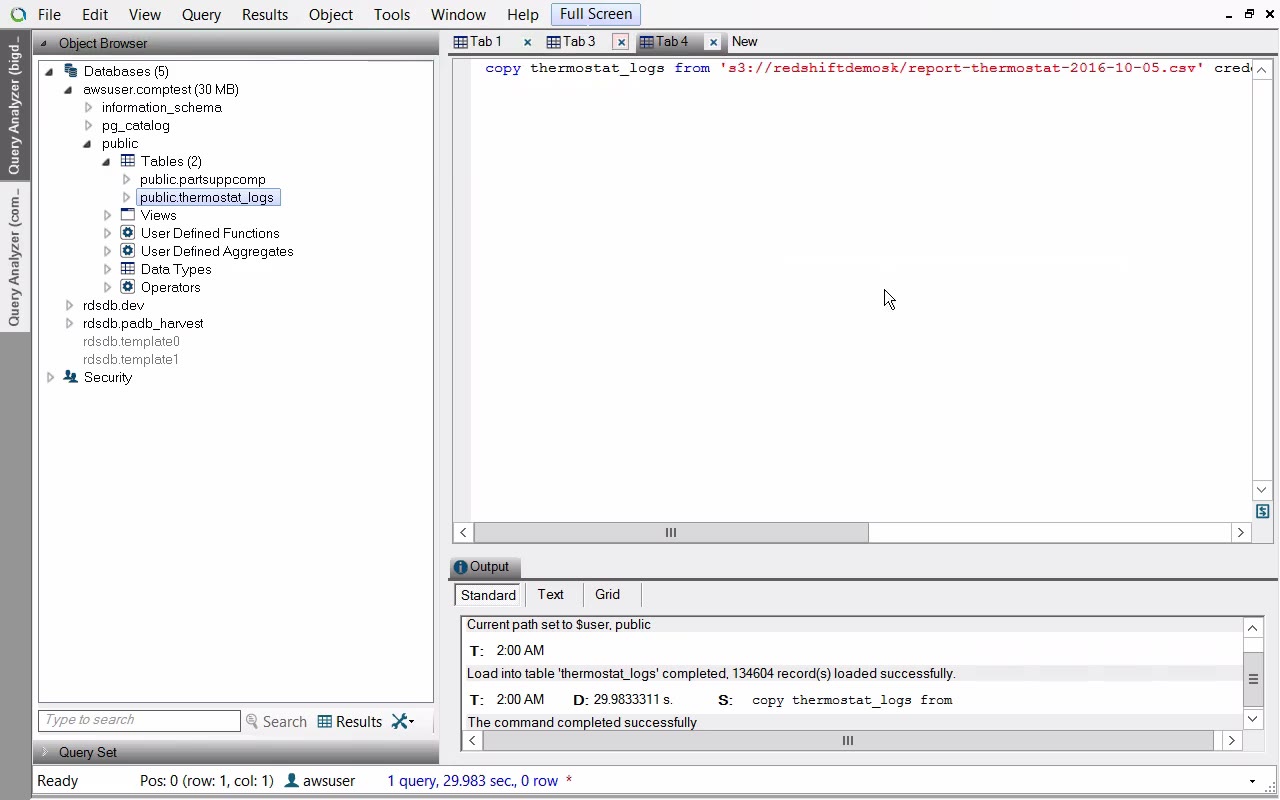 File Edit View Query Results Object Tools Window Help Full Screen
Query Analyzer (bigd...
Query Analyzer (com...
Object Browser
Databases (5)
awsuser.comptest (30 MB)
information_schema
pg_catalog
public
Tables (2)
public.partsuppcomp
public.thermostat_logs
Views
User Defined Functions
User Defined Aggregates
Data Types
Operators
rdsdb.dev
rdsdb.padb_harvest
rdsdb.template0
rdsdb.template1
Security
Type to search Search Results
Query Set
Tab 1 Tab 3 Tab 4 New
copy thermostat_logs from 's3://redshiftdemosk/report-thermostat-2016-10-05.csv' crede
Output
Standard Text Grid
Current path set to $user, public
T: 2:00 AM
Load into table 'thermostat_logs' completed, 134604 record(s) loaded successfully.
T: 2:00 AM D: 29.9833311 s. S: copy thermostat_logs from
The command completed successfully
Ready Pos: 0 (row: 1, col: 1) awsuser 1 query, 29.983 sec., 0 row *